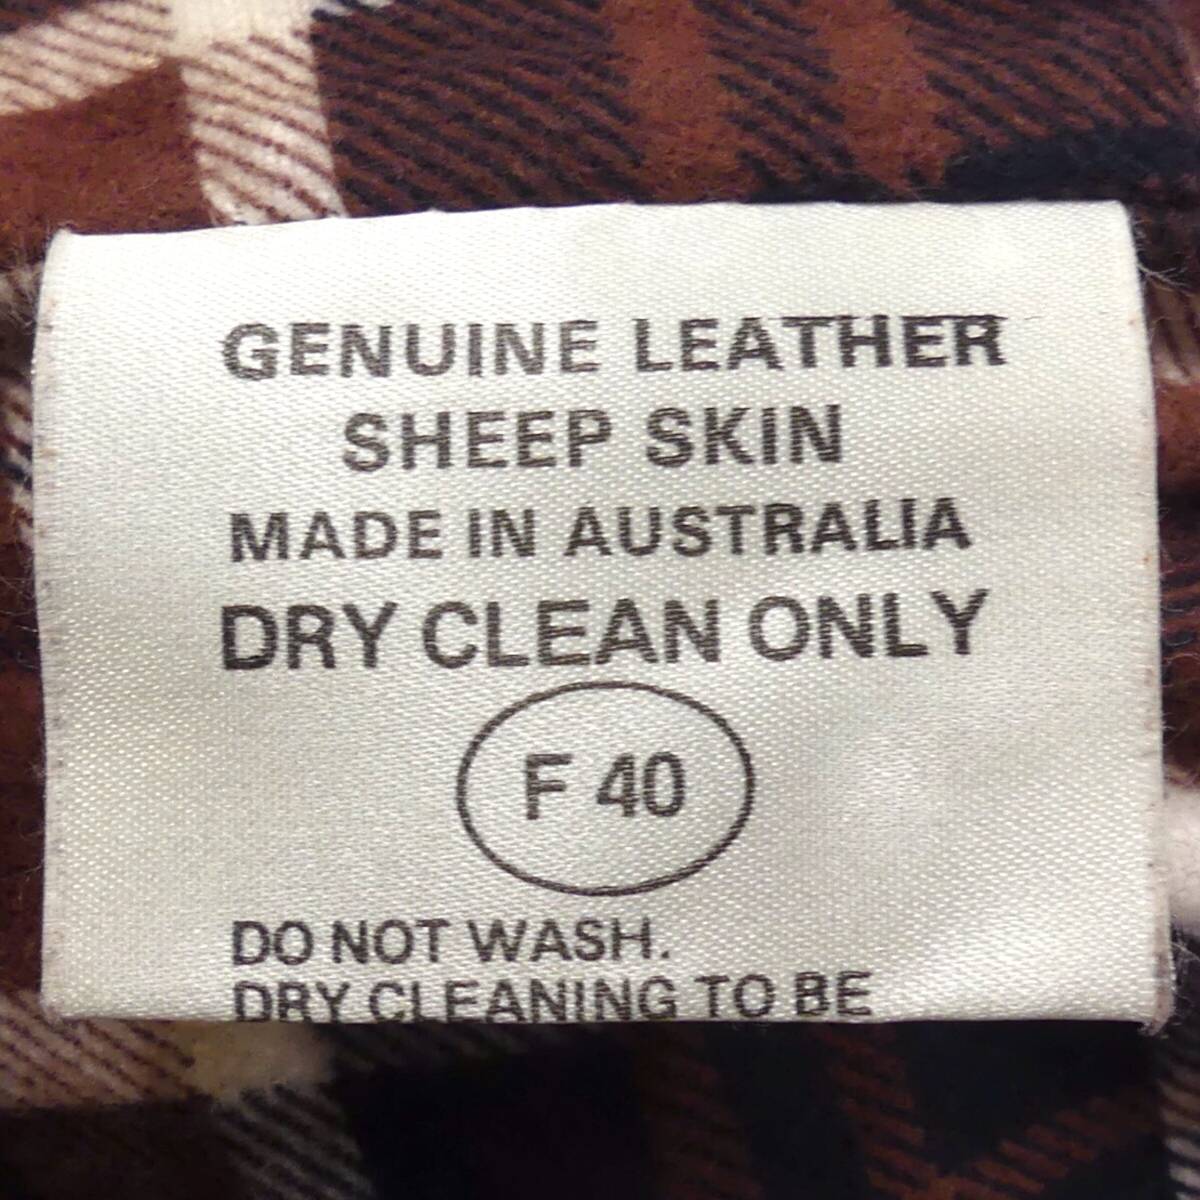 GENUINE LEATHER
SHEEP SKIN
MADE IN AUSTRALIA
DRY CLEAN ONLY
F 40
DO NOT WASH.
DRY CLEANING TO BE